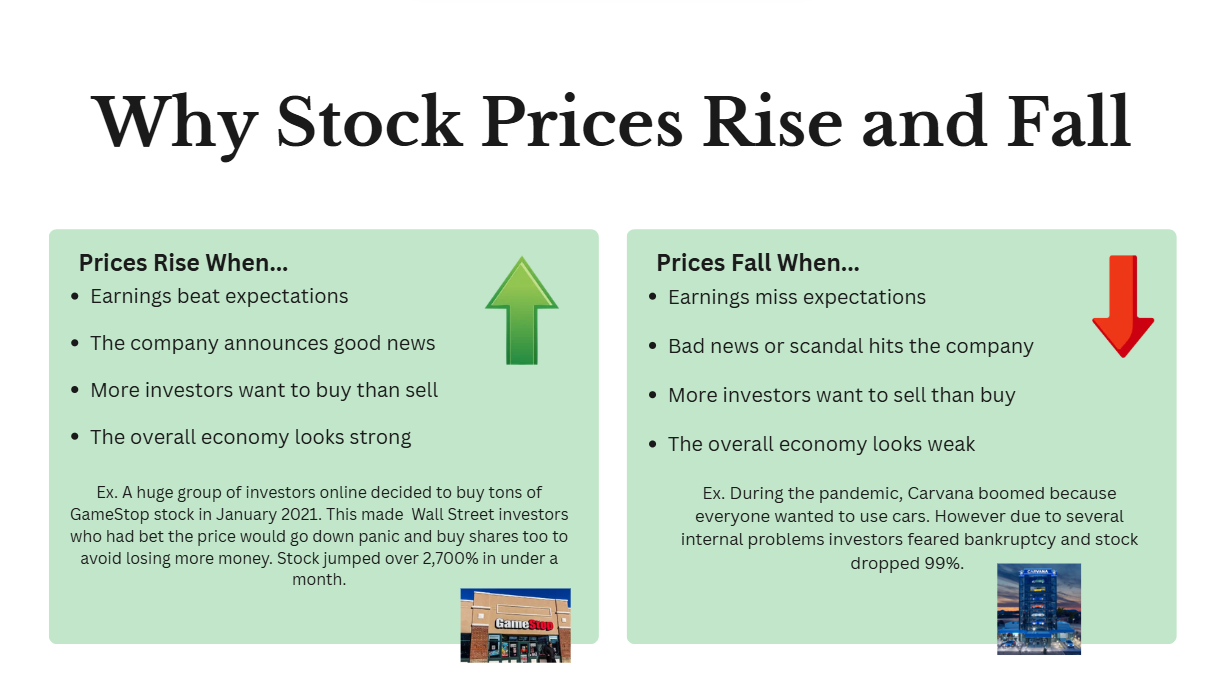 Why Stock Prices Rise and Fall
Prices Rise When...
• Earnings beat expectations
• The company announces good news
• More investors want to buy than sell
• The overall economy looks strong
Ex. A huge group of investors online decided to buy tons of
GameStop stock in January 2021. This made  Wall Street investors
who had bet the price would go down panic and buy shares too to
avoid losing more money. Stock jumped over 2,700% in under a
month.
GameStop
Prices Fall When...
• Earnings miss expectations
• Bad news or scandal hits the company
• More investors want to sell than buy
• The overall economy looks weak
Ex. During the pandemic, Carvana boomed because
everyone wanted to use cars. However due to several
internal problems investors feared bankruptcy and stock
dropped 99%.
CARVANA